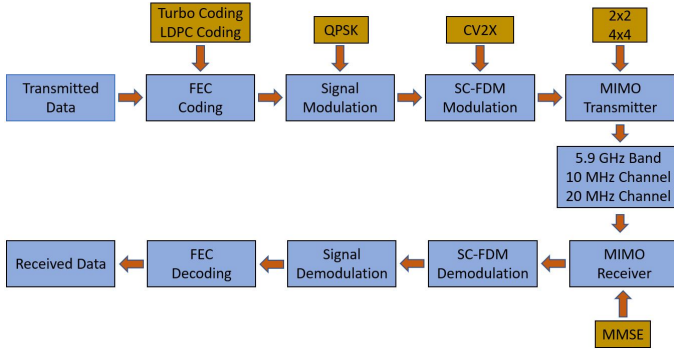 Turbo Coding
LDPC Coding
QPSK
CV2X
2x2
4x4
Transmitted
Data
FEC
Coding
Signal
Modulation
SC-FDM
Modulation
MIMO
Transmitter
5.9 GHz Band
10 MHz Channel
20 MHz Channel
Received Data
FEC
Decoding
Signal
Demodulation
SC-FDM
Demodulation
MIMO
Receiver
MMSE